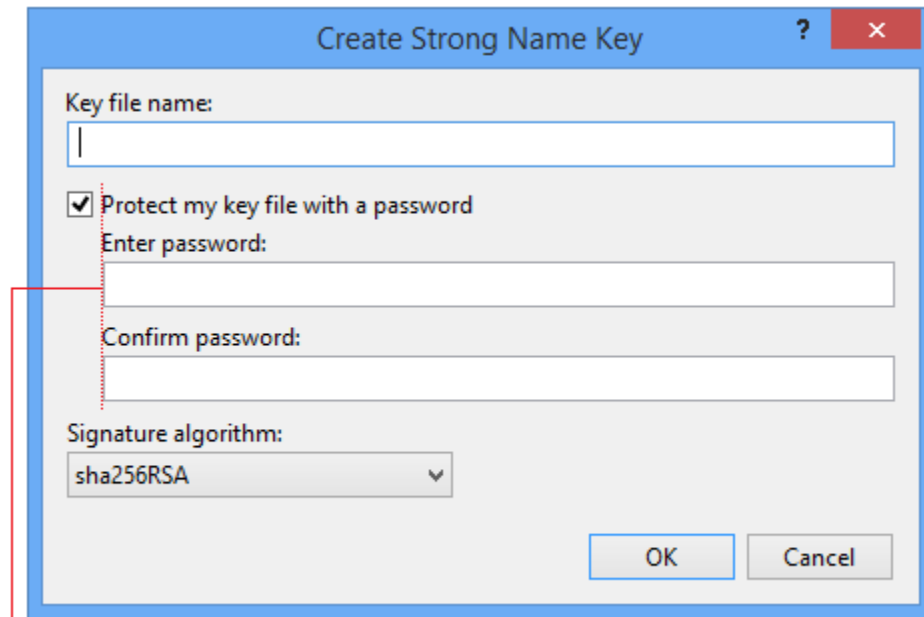 Create Strong Name Key
?
Key file name:
Protect my key file with a password
Enter password:
Confirm password:
Signature algorithm:
sha256RSA
OK Cancel